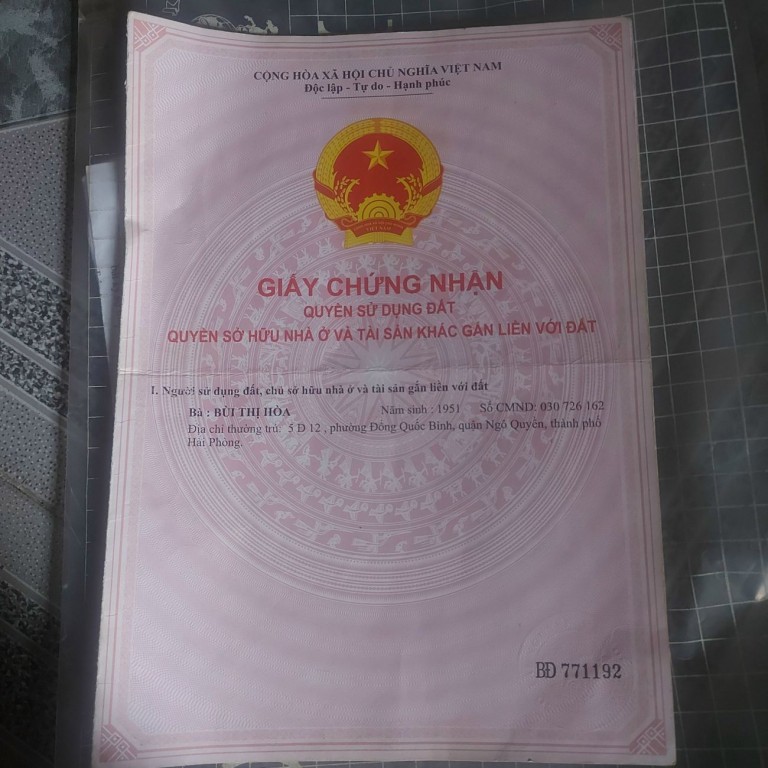 CỘNG HÒA XÃ HỘI CHỦ NGHĨA VIỆT NAM
Độc lập - Tự do - Hạnh phúc
VIỆT NAM
GIẤY CHỨNG NHẬN
QUYỀN SỬ DỤNG ĐẤT
QUYỀN SỞ HỮU NHÀ Ở VÀ TÀI SẢN KHÁC GẮN LIỀN VỚI ĐẤT
I. Người sử dụng đất, chủ sở hữu nhà ở và tài sản gắn liền với đất
Bà : BÙI THỊ HÒA Năm sinh : 1951 Số CMND: 030 726 162
Địa chỉ thường trú: 5 Đ 12 , phường Đồng Quốc Bình, quận Ngô Quyền, thành phố
Hải Phòng.
BĐ 771192